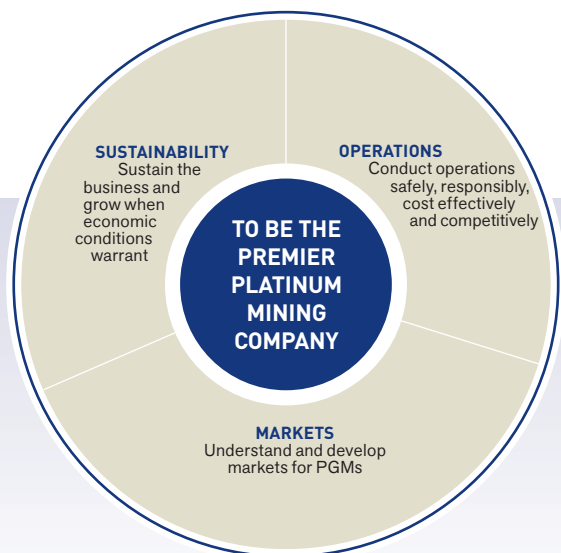 SUSTAINABILITY
Sustain the
business and
grow when
economic
conditions
warrant
OPERATIONS
Conduct operations
safely, responsibly,
cost effectively
and competitively
TO BE THE
PREMIER
PLATINUM
MINING
COMPANY
MARKETS
Understand and develop
markets for PGMs